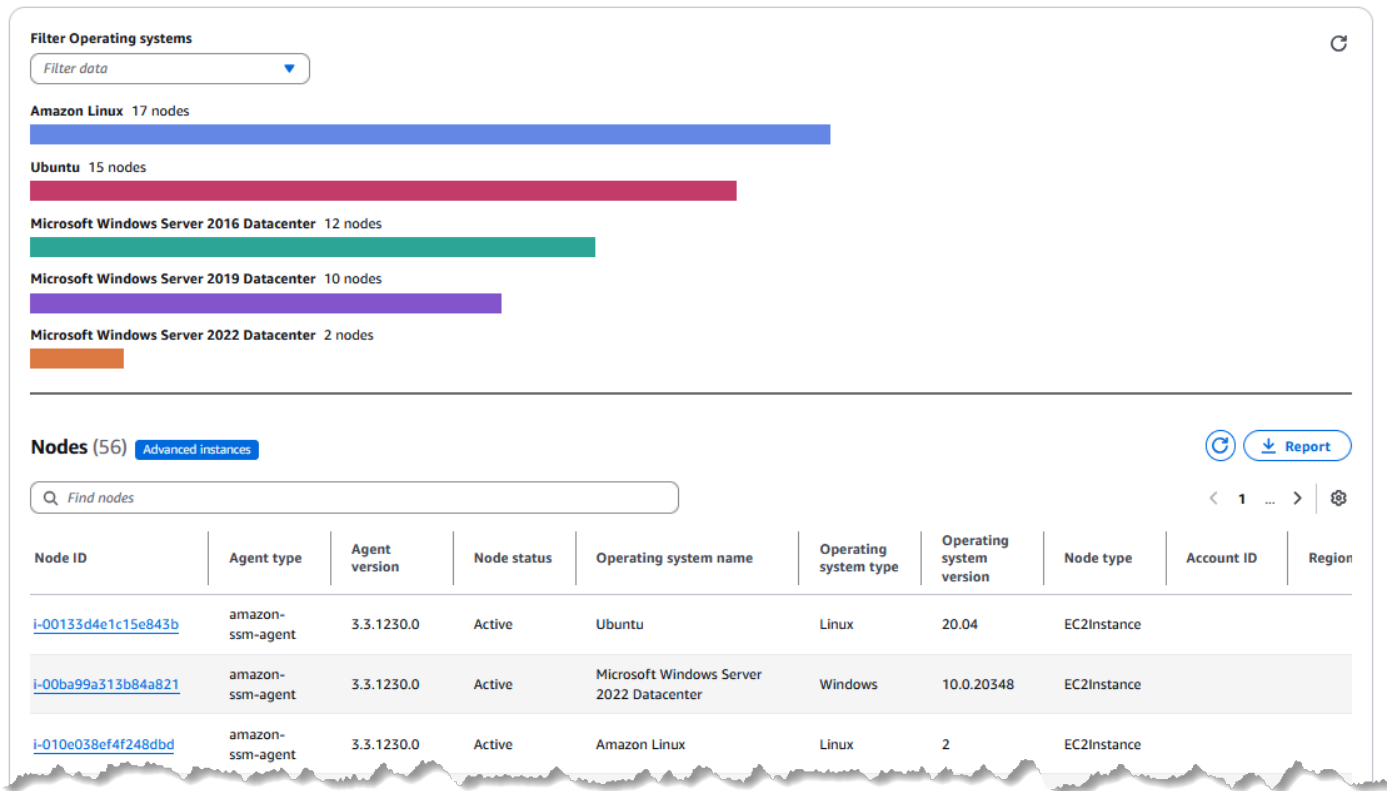 Filter Operating systems
Filter data
Amazon Linux 17 nodes
Ubuntu 15 nodes
Microsoft Windows Server 2016 Datacenter 12 nodes
Microsoft Windows Server 2019 Datacenter 10 nodes
Microsoft Windows Server 2022 Datacenter 2 nodes
Nodes (56) Advanced instances
Report
Find nodes
1 ...
Node ID
Agent type
Agent
version
Node status
Operating system name
Operating
system type
Operating
system
version
Node type
Account ID
Region
i-00133d4e1c15e843b
amazon-
ssm-agent
3.3.1230.0
Active
Ubuntu
Linux
20.04
EC2Instance
i-00ba99a313b84a821
amazon-
ssm-agent
3.3.1230.0
Active
Microsoft Windows Server
2022 Datacenter
Windows
10.0.20348
EC2Instance
i-010e038ef4f248dbd
amazon-
ssm-agent
3.3.1230.0
Active
Amazon Linux
Linux
2
EC2Instance